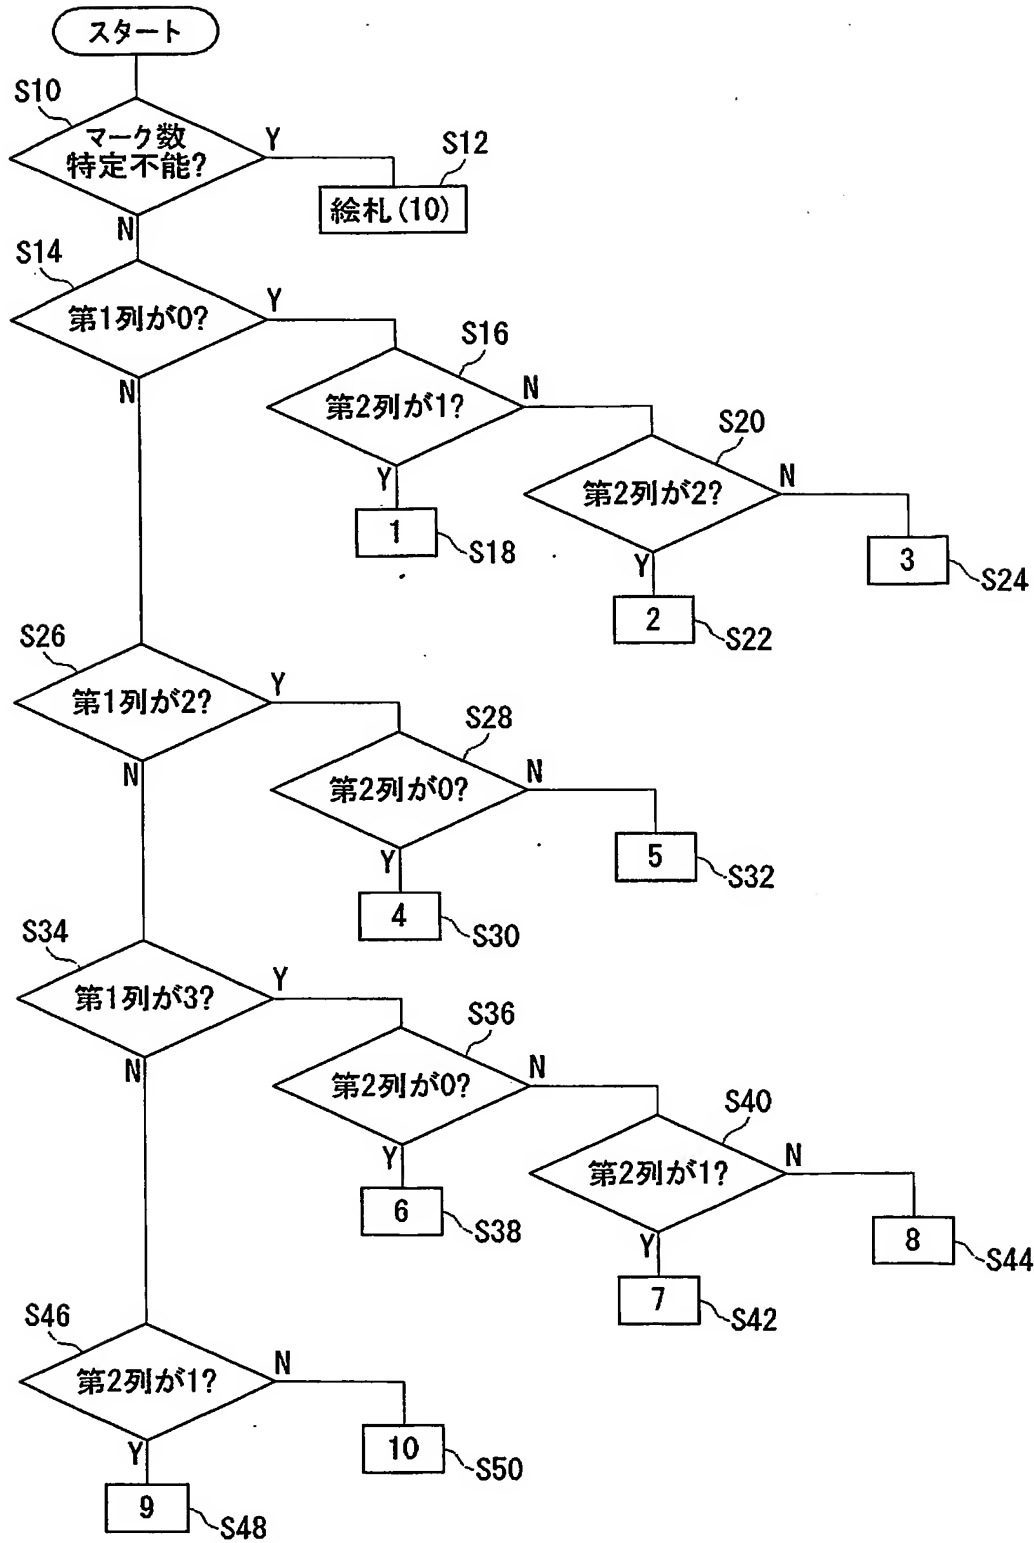 スタート
S10
マーク数
特定不能?
Y
S12
絵札(10)
N
S14
第1列が0?
Y
N
S16
第2列が1?
N
Y
1
S18
S20
第2列が2?
N
Y
2
S22
3
S24
S26
第1列が2?
Y
N
S28
第2列が0?
N
Y
4
S30
5
S32
S34
第1列が3?
Y
N
S36
第2列が0?
N
Y
6
S38
S40
第2列が1?
N
Y
7
S42
8
S44
S46
第2列が1?
N
Y
9
S48
10
S50